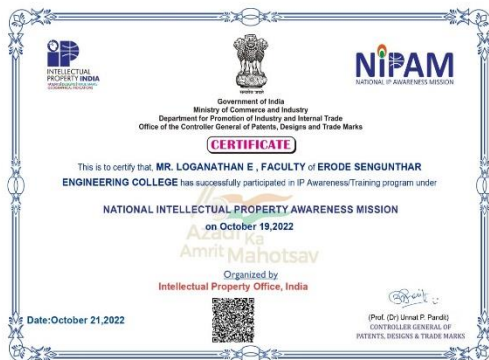 INTELLECTUAL
PROPERTY INDIA
NiPAM
NATIONAL IP AWARENESS MISSION
Government of India
Ministry of Commerce and Industry
Department for Promotion of Industry and Internal Trade
Office of the Controller General of Patents, Designs and Trade Marks
CERTIFICATE
This is to certify that, MR. LOGANATHAN E , FACULTY of ERODE SENGUNTHAR
ENGINEERING COLLEGE has successfully participated in IP Awareness/Training program under
NATIONAL INTELLECTUAL PROPERTY AWARENESS MISSION
on October 19,2022
Azadi Ka
Amrit Mahotsav
Organized by
Intellectual Property Office, India
Date:October 21,2022
(Prof. (Dr) Unnat P. Pandit)
CONTROLLER GENERAL OF
PATENTS, DESIGNS & TRADE MARKS